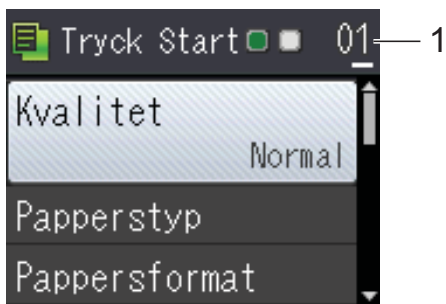 Tryck Start 01 1
Kvalitet
Normal
Papperstyp
Pappersformat